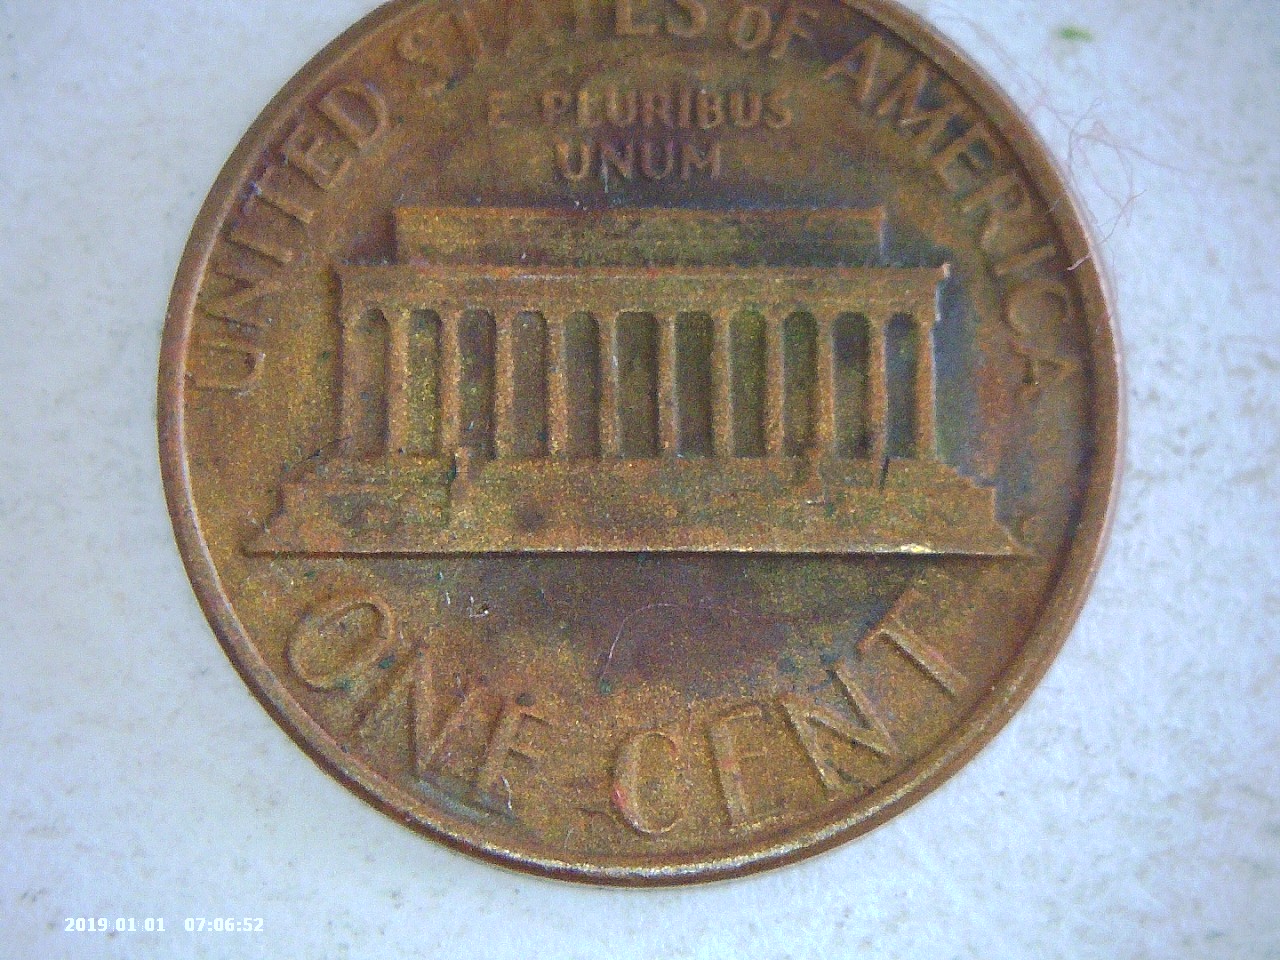 UNITED STATES OF AMERICA
E PLURIBUS
UNUM
ONE CENT
2019 01 01 07:06:52